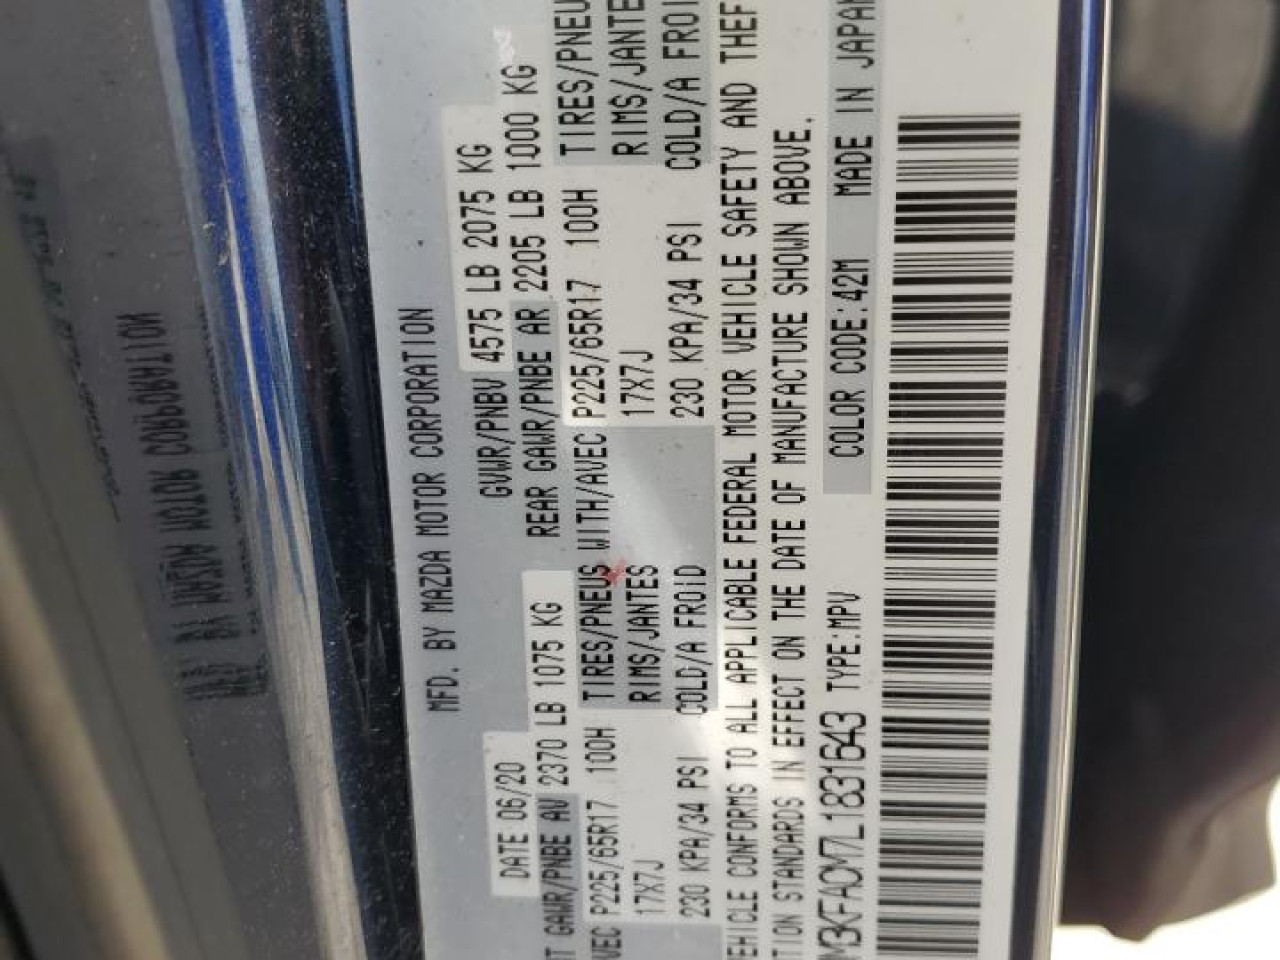 MFD. BY MAZDA MOTOR CORPORATION
DATE 06/20 GVWR/PNBV 4575 LB 2075 KG
T GAWR/PNBE AV 2370 LB 1075 KG REAR GAWR/PNBE AR 2205 LB 1000 KG
VEC P225/65R17 100H TIRES/PNEUS WITH/AVEC P225/65R17 100H TIRES/PNEU
17X7J RIMS/JANTES 17X7J RIMS/JANTE
230 KPA/34 PSI COLD/A FROID 230 KPA/34 PSI COLD/A FROI
EHICLE CONFORMS TO ALL APPLICABLE FEDERAL MOTOR VEHICLE SAFETY AND THEF
TION STANDARDS IN EFFECT ON THE DATE OF MANUFACTURE SHOWN ABOVE.
M3KFADM7L1831643 TYPE:MPV COLOR CODE:42M MADE IN JAPAN